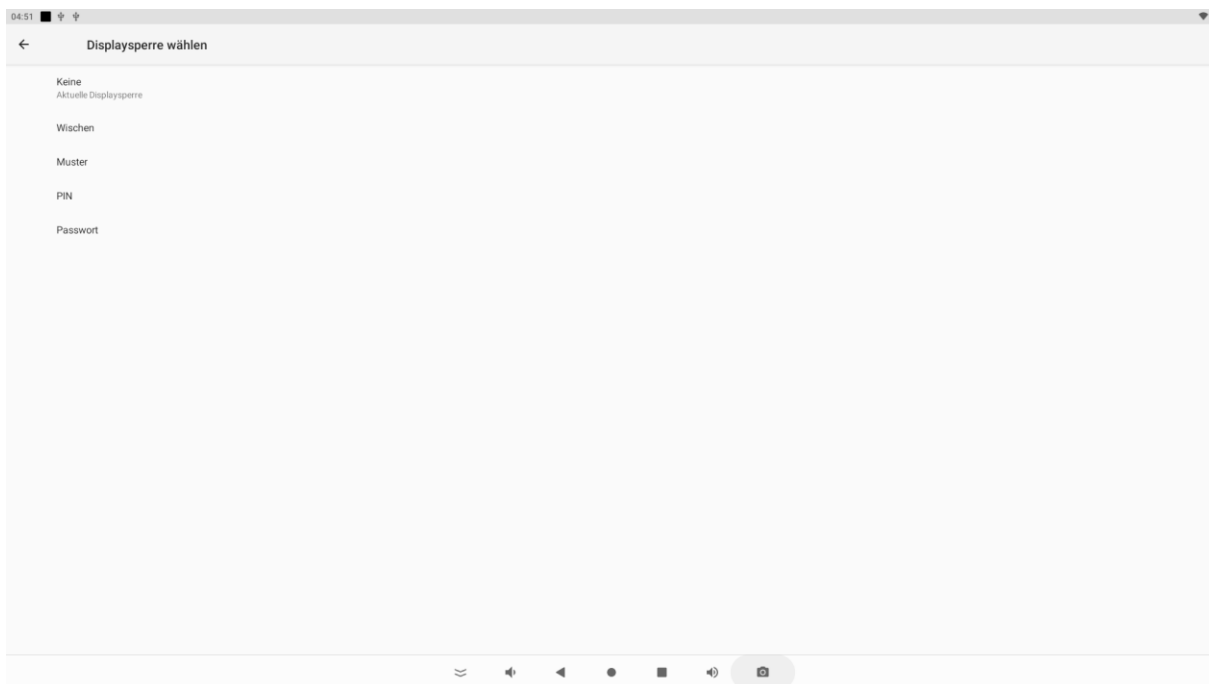 04:51
Displaysperre wählen
Keine
Aktuelle Displaysperre
Wischen
Muster
PIN
Passwort